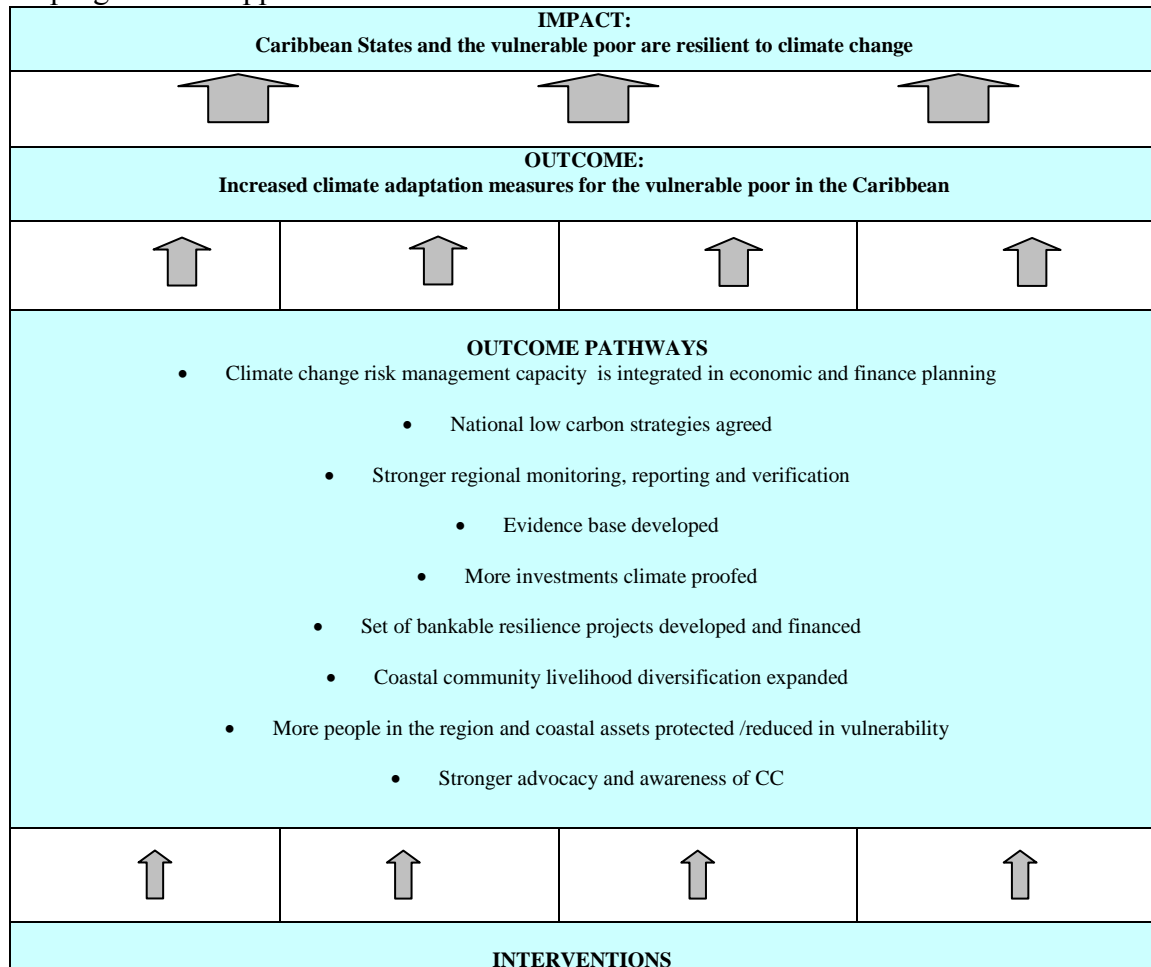 IMPACT:
Caribbean States and the vulnerable poor are resilient to climate change
OUTCOME:
Increased climate adaptation measures for the vulnerable poor in the Caribbean
OUTCOME PATHWAYS
• Climate change risk management capacity is integrated in economic and finance planning
• National low carbon strategies agreed
• Stronger regional monitoring, reporting and verification
• Evidence base developed
• More investments climate proofed
• Set of bankable resilience projects developed and financed
• Coastal community livelihood diversification expanded
• More people in the region and coastal assets protected /reduced in vulnerability
• Stronger advocacy and awareness of CC
INTERVENTIONS